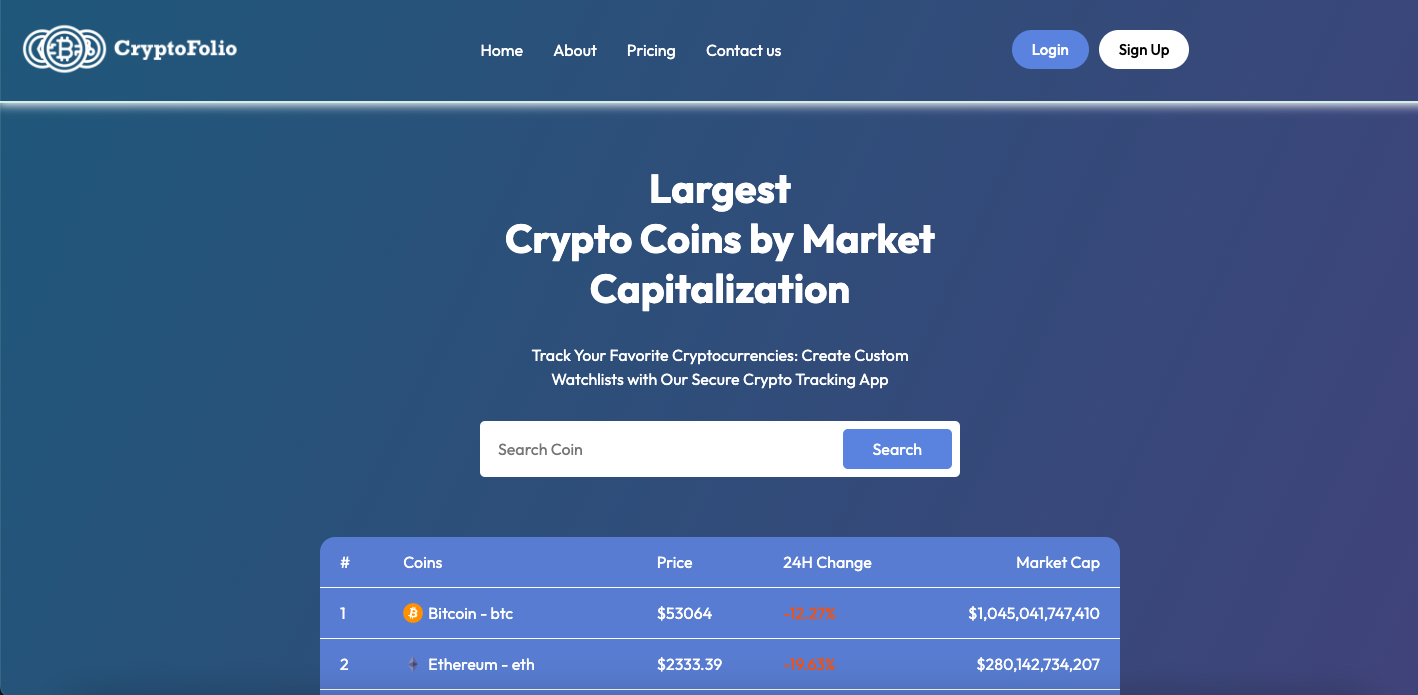 CryptoFolio
Home About Pricing Contact us
Login Sign Up
Largest
Crypto Coins by Market
Capitalization
Track Your Favorite Cryptocurrencies: Create Custom
Watchlists with Our Secure Crypto Tracking App
Search Coin Search
# Coins Price 24H Change Market Cap
1 Bitcoin - btc $53064 -12.27% $1,045,041,747,410
2 Ethereum - eth $2333.39 -19.63% $280,142,734,207